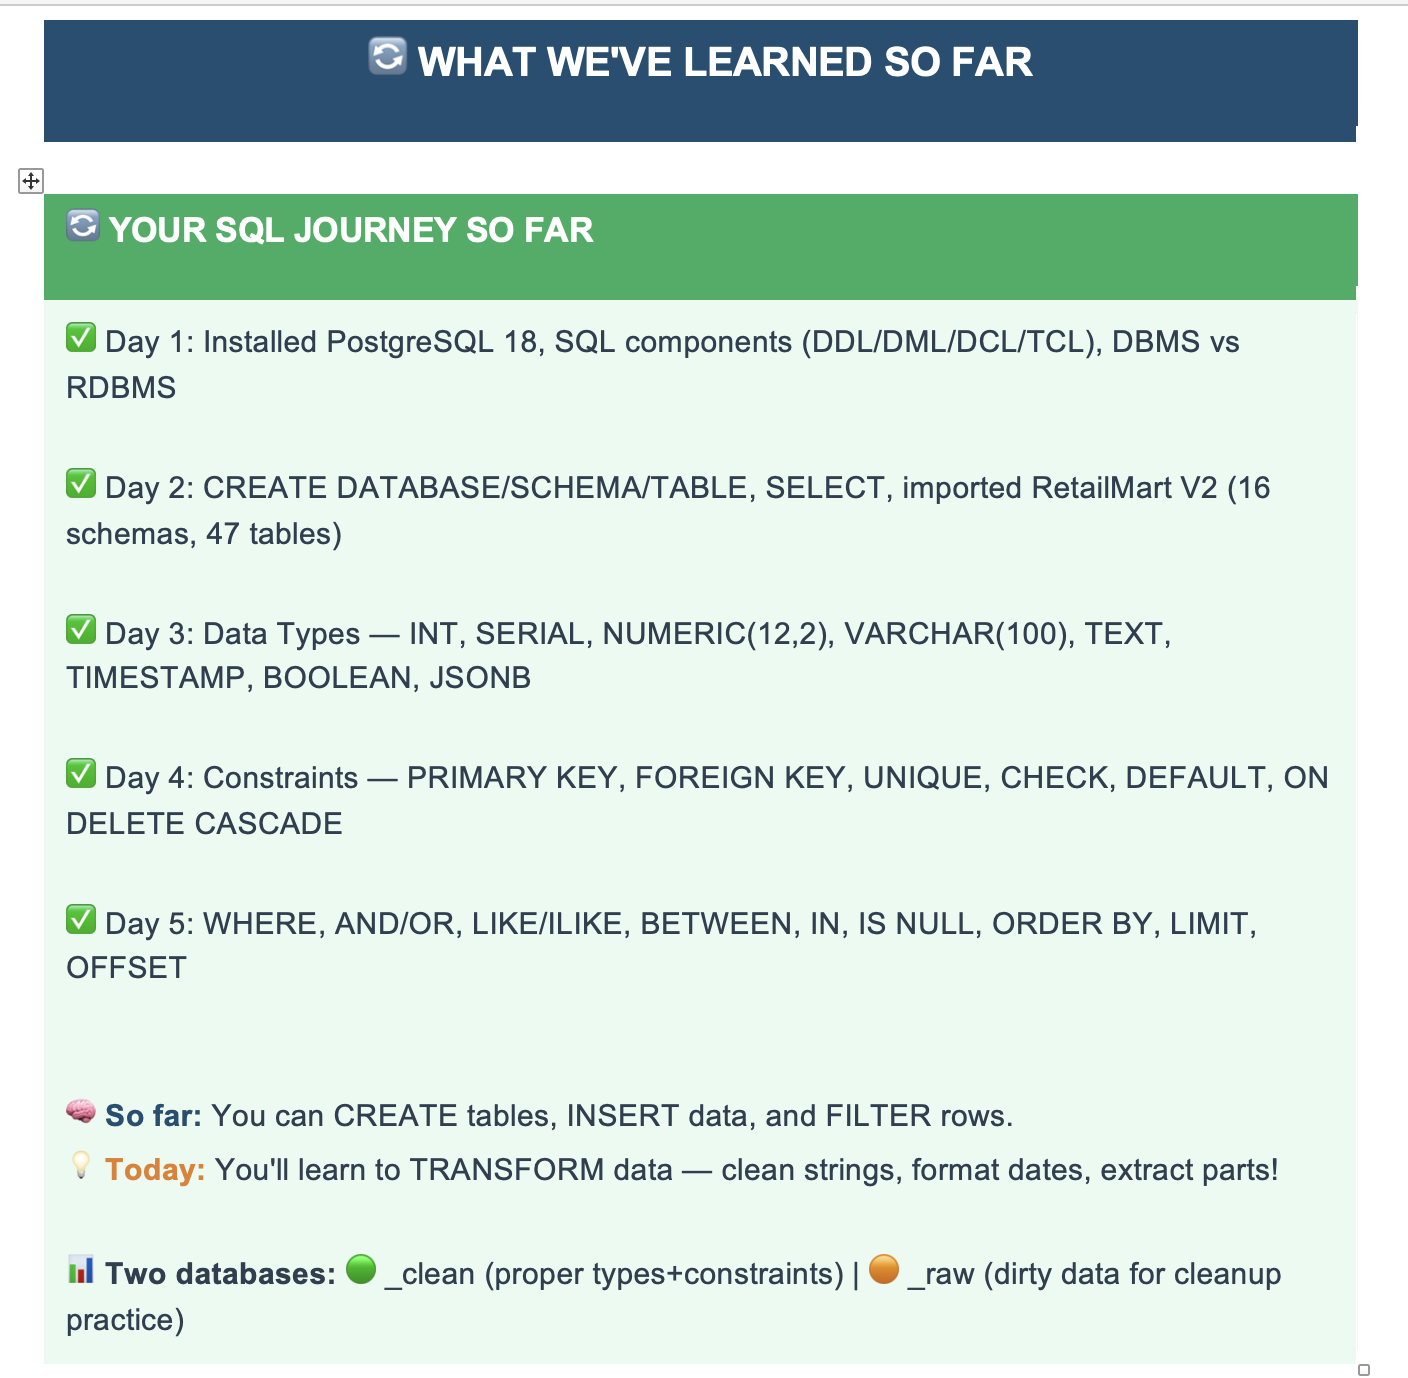 🔄 WHAT WE'VE LEARNED SO FAR
🔄 YOUR SQL JOURNEY SO FAR
✅ Day 1: Installed PostgreSQL 18, SQL components (DDL/DML/DCL/TCL), DBMS vs
RDBMS
✅ Day 2: CREATE DATABASE/SCHEMA/TABLE, SELECT, imported RetailMart V2 (16
schemas, 47 tables)
✅ Day 3: Data Types — INT, SERIAL, NUMERIC(12,2), VARCHAR(100), TEXT,
TIMESTAMP, BOOLEAN, JSONB
✅ Day 4: Constraints — PRIMARY KEY, FOREIGN KEY, UNIQUE, CHECK, DEFAULT, ON
DELETE CASCADE
✅ Day 5: WHERE, AND/OR, LIKE/ILIKE, BETWEEN, IN, IS NULL, ORDER BY, LIMIT,
OFFSET
🧠 So far: You can CREATE tables, INSERT data, and FILTER rows.
💡 Today: You'll learn to TRANSFORM data — clean strings, format dates, extract parts!
📊 Two databases: 🟢 _clean (proper types+constraints) | 🟠 _raw (dirty data for cleanup
practice)